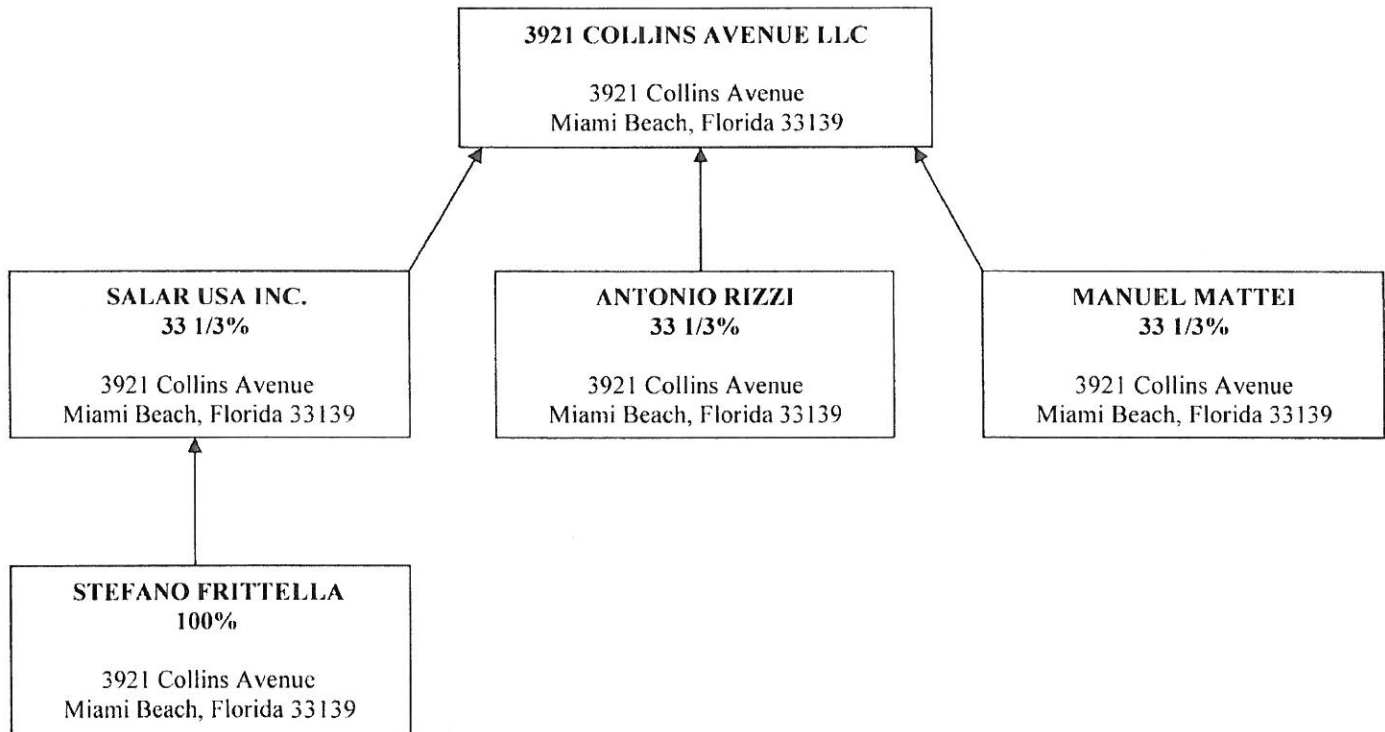 3921 COLLINS AVENUE LLC
3921 Collins Avenue
Miami Beach, Florida 33139
SALAR USA INC.
33 1/3%
3921 Collins Avenue
Miami Beach, Florida 33139
ANTONIO RIZZI
33 1/3%
3921 Collins Avenue
Miami Beach, Florida 33139
MANUEL MATTEI
33 1/3%
3921 Collins Avenue
Miami Beach, Florida 33139
STEFANO FRITTELLA
100%
3921 Collins Avenue
Miami Beach, Florida 33139